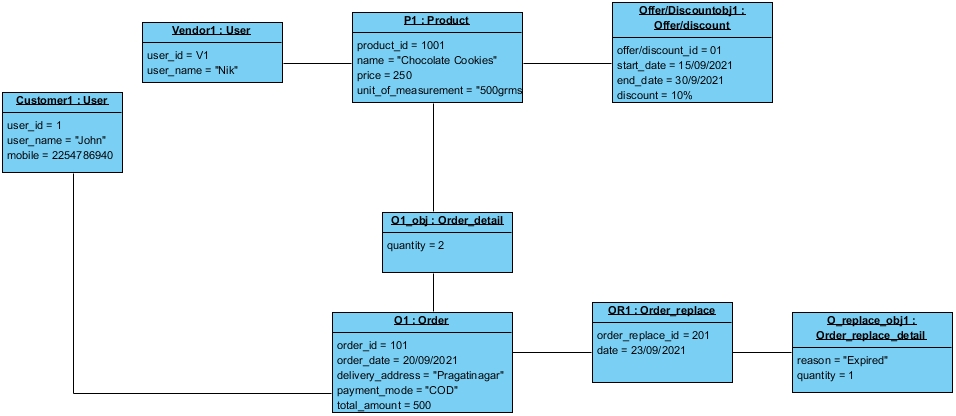 Vendor1 : User
user_id = V1
user_name = "Nik"
P1 : Product
product_id = 1001
name = "Chocolate Cookies"
price = 250
unit_of_measurement = "500grms
Offer/Discountobj1 :
Offer/discount
offer/discount_id = 01
start_date = 15/09/2021
end_date = 30/9/2021
discount = 10%
Customer1 : User
user_id = 1
user_name = "John"
mobile = 2254786940
O1_obj : Order_detail
quantity = 2
O1 : Order
order_id = 101
order_date = 20/09/2021
delivery_address = "Pragatinagar"
payment_mode = "COD"
total_amount = 500
OR1 : Order_replace
order_replace_id = 201
date = 23/09/2021
O_replace_obj1 :
Order_replace_detail
reason = "Expired"
quantity = 1